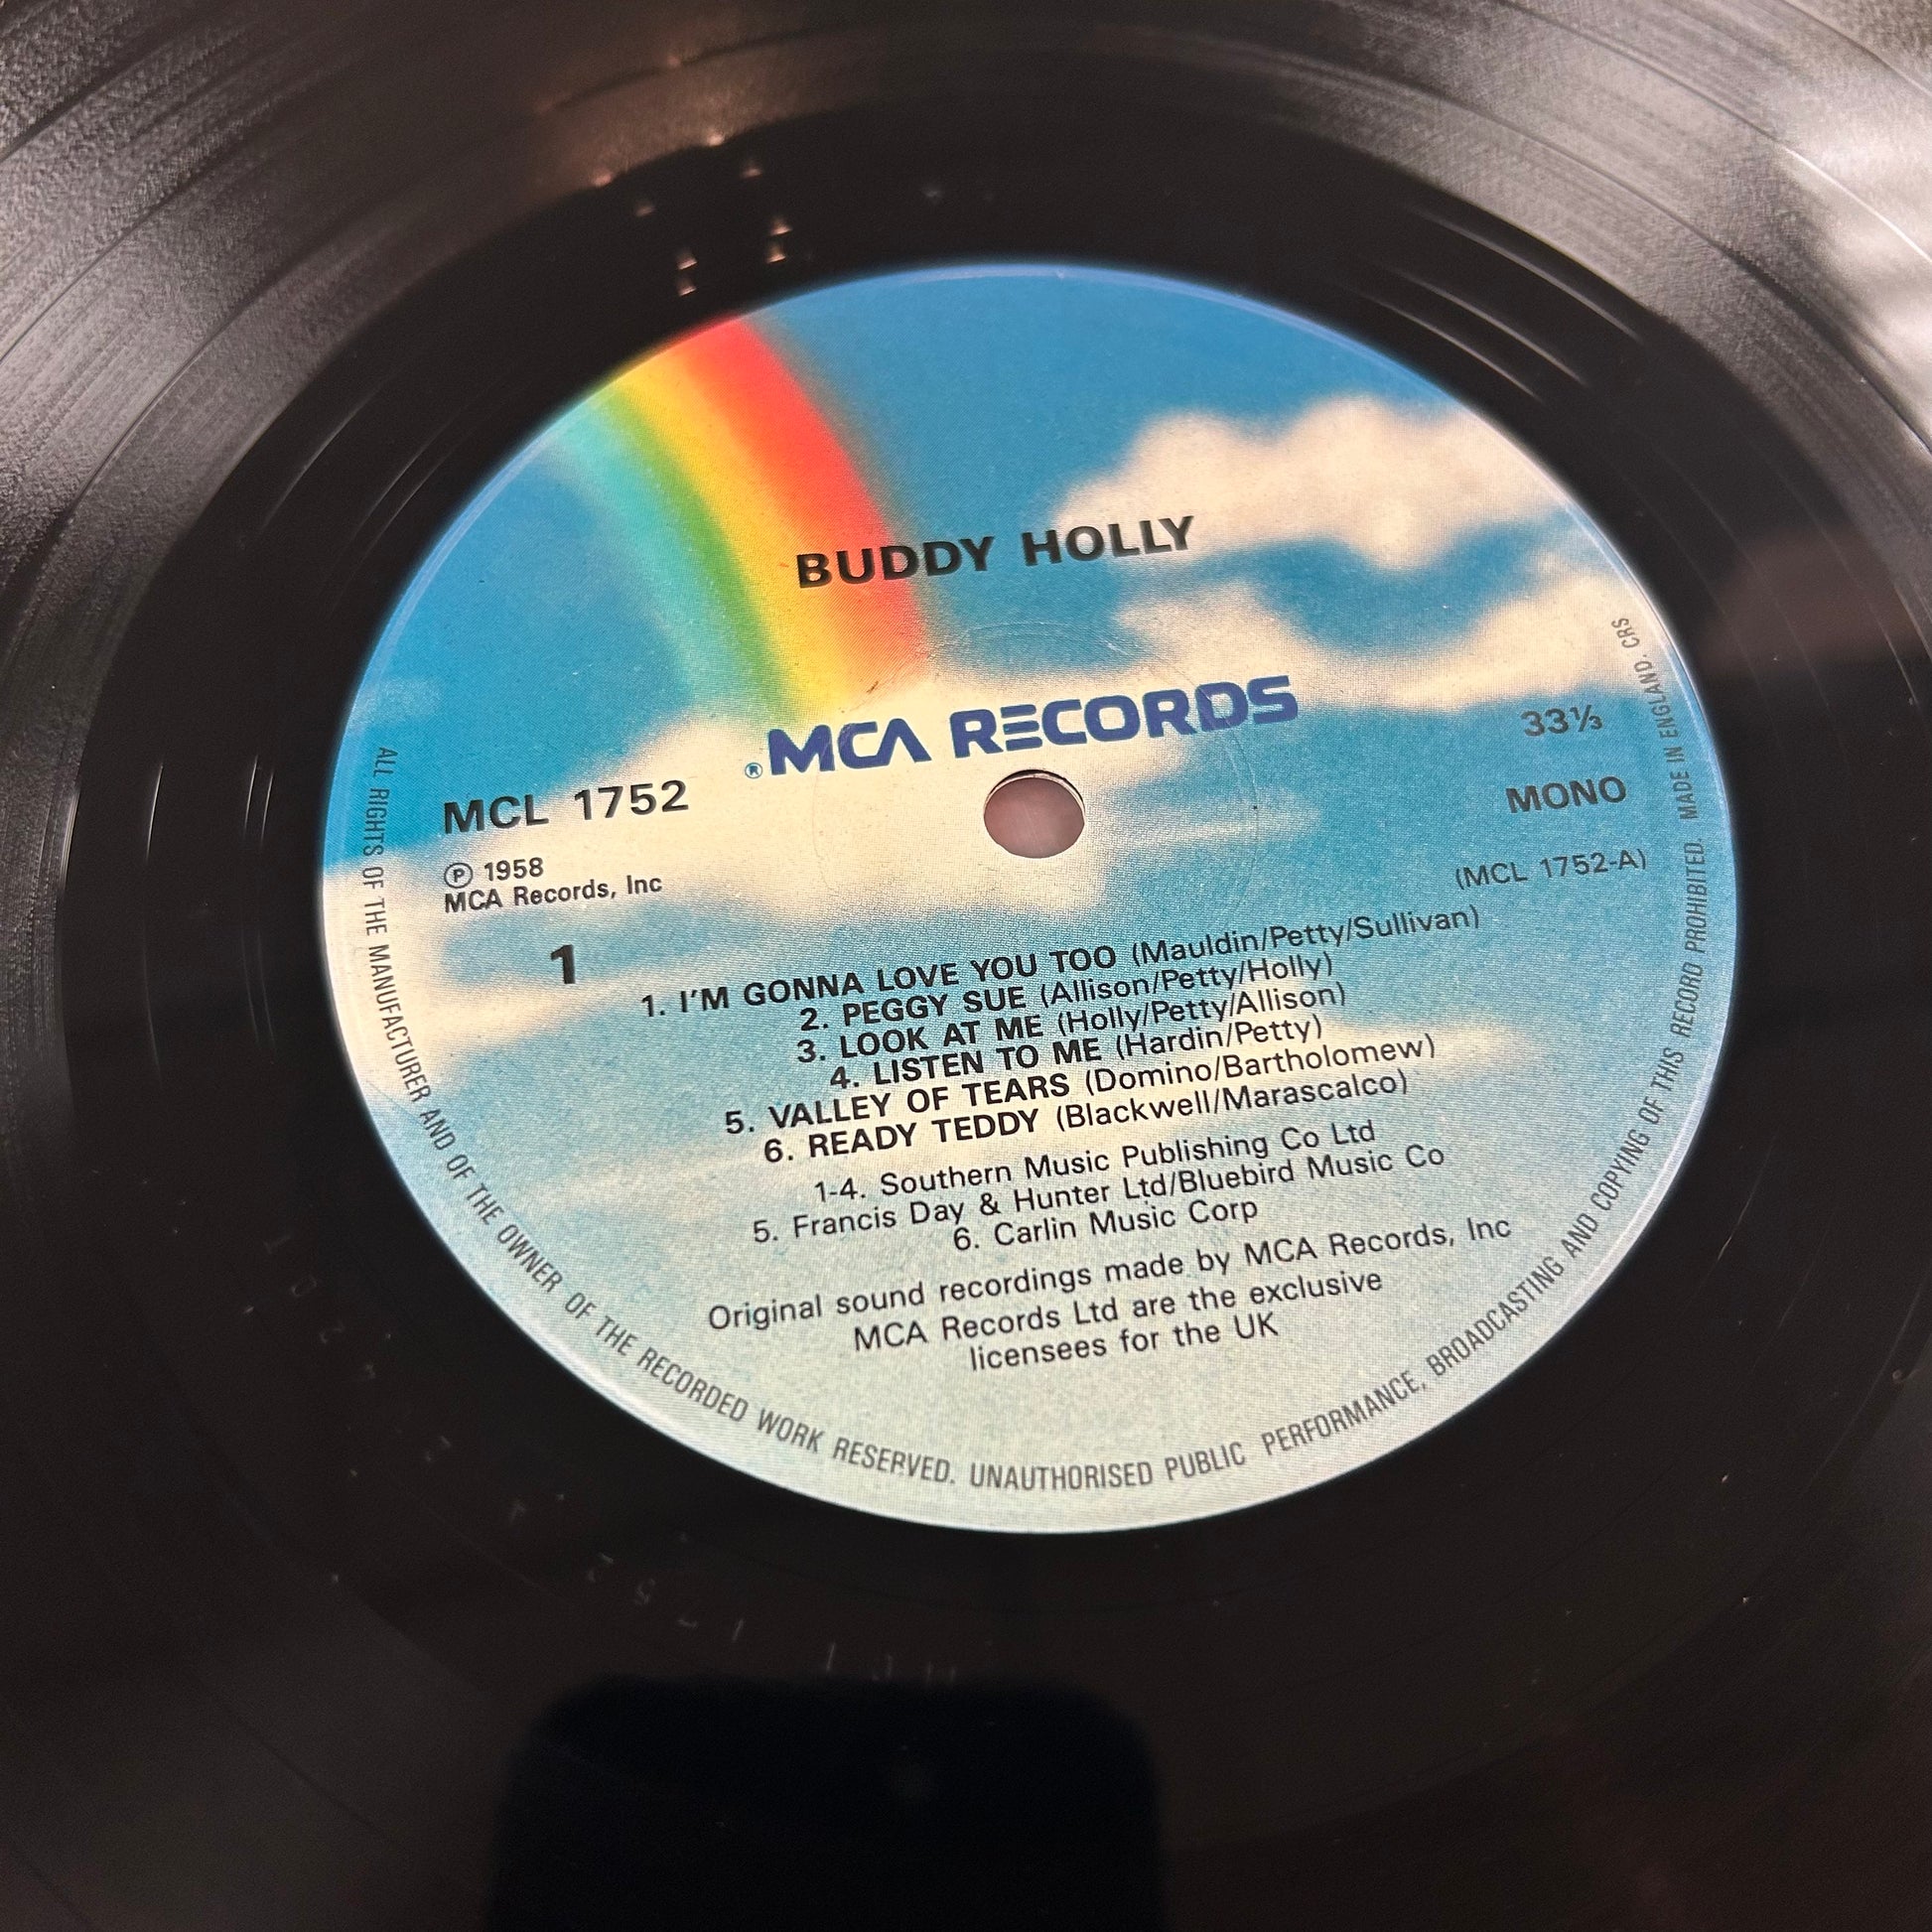 BUDDY HOLLY
® MCA RECORDS
MCL 1752
33⅓
MONO
℗ 1958
MCA Records, Inc
(MCL 1752-A)
1
1. I'M GONNA LOVE YOU TOO (Mauldin/Petty/Sullivan)
2. PEGGY SUE (Allison/Petty/Holly)
3. LOOK AT ME (Holly/Petty/Allison)
4. LISTEN TO ME (Hardin/Petty)
5. VALLEY OF TEARS (Domino/Bartholomew)
6. READY TEDDY (Blackwell/Marascalco)
1-4. Southern Music Publishing Co Ltd
5. Francis Day & Hunter Ltd/Bluebird Music Co
6. Carlin Music Corp
Original sound recordings made by MCA Records, Inc
MCA Records Ltd are the exclusive
licensees for the UK
ALL RIGHTS OF THE MANUFACTURER AND OF THE OWNER OF THE RECORDED WORK RESERVED. UNAUTHORISED PUBLIC PERFORMANCE, BROADCASTING AND COPYING OF THIS RECORD PROHIBITED. MADE IN ENGLAND. CRS